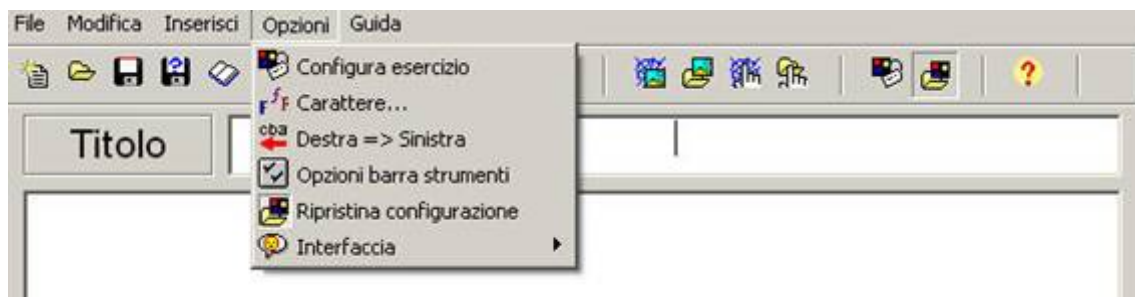 File Modifica Inserisci Opzioni Guida
Configura esercizio
Carattere...
cba Destra => Sinistra
Opzioni barra strumenti
Ripristina configurazione
Interfaccia
?
Titolo